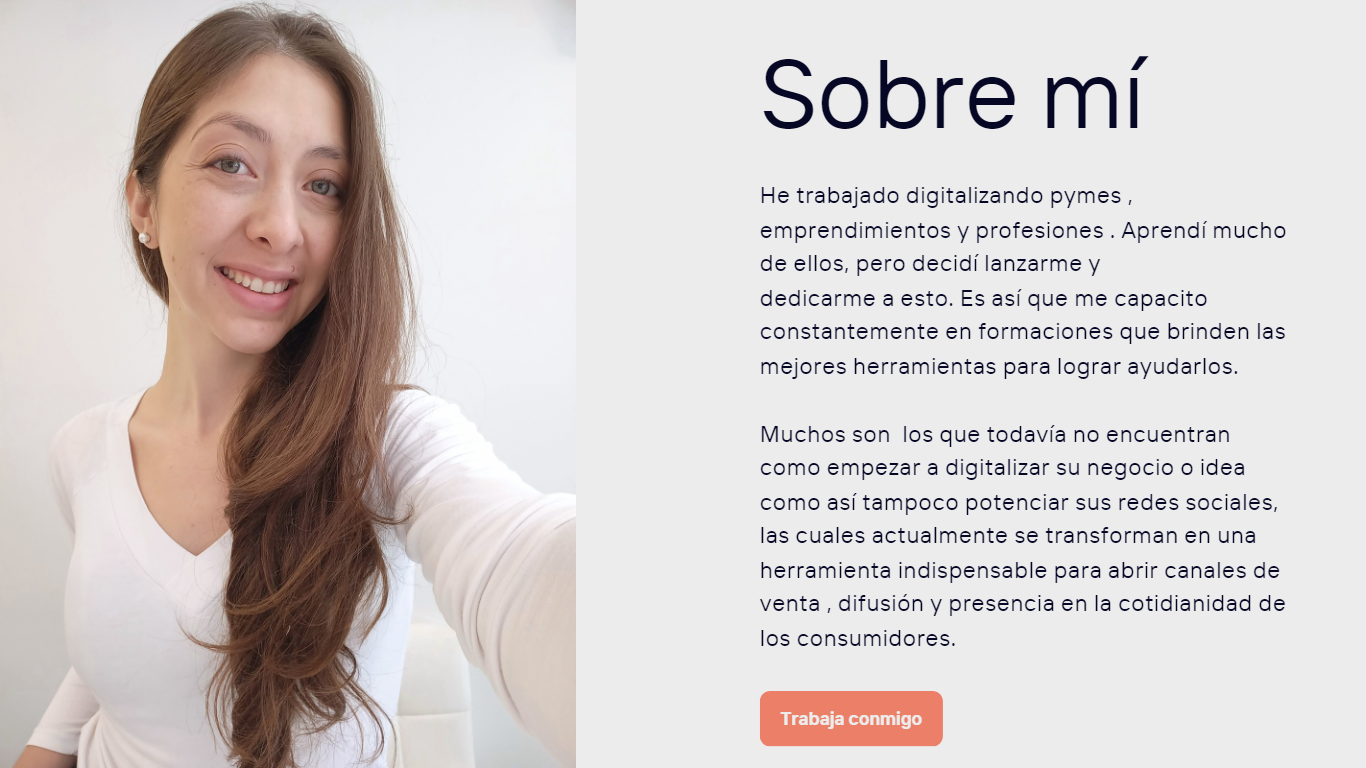 Sobre mí
He trabajado digitalizando pymes ,
emprendimientos y profesiones . Aprendí mucho
de ellos, pero decidí lanzarme y
dedicarme a esto. Es así que me capacito
constantemente en formaciones que brinden las
mejores herramientas para lograr ayudarlos.
Muchos son  los que todavía no encuentran
como empezar a digitalizar su negocio o idea
como así tampoco potenciar sus redes sociales,
las cuales actualmente se transforman en una
herramienta indispensable para abrir canales de
venta , difusión y presencia en la cotidianidad de
los consumidores.
Trabaja conmigo